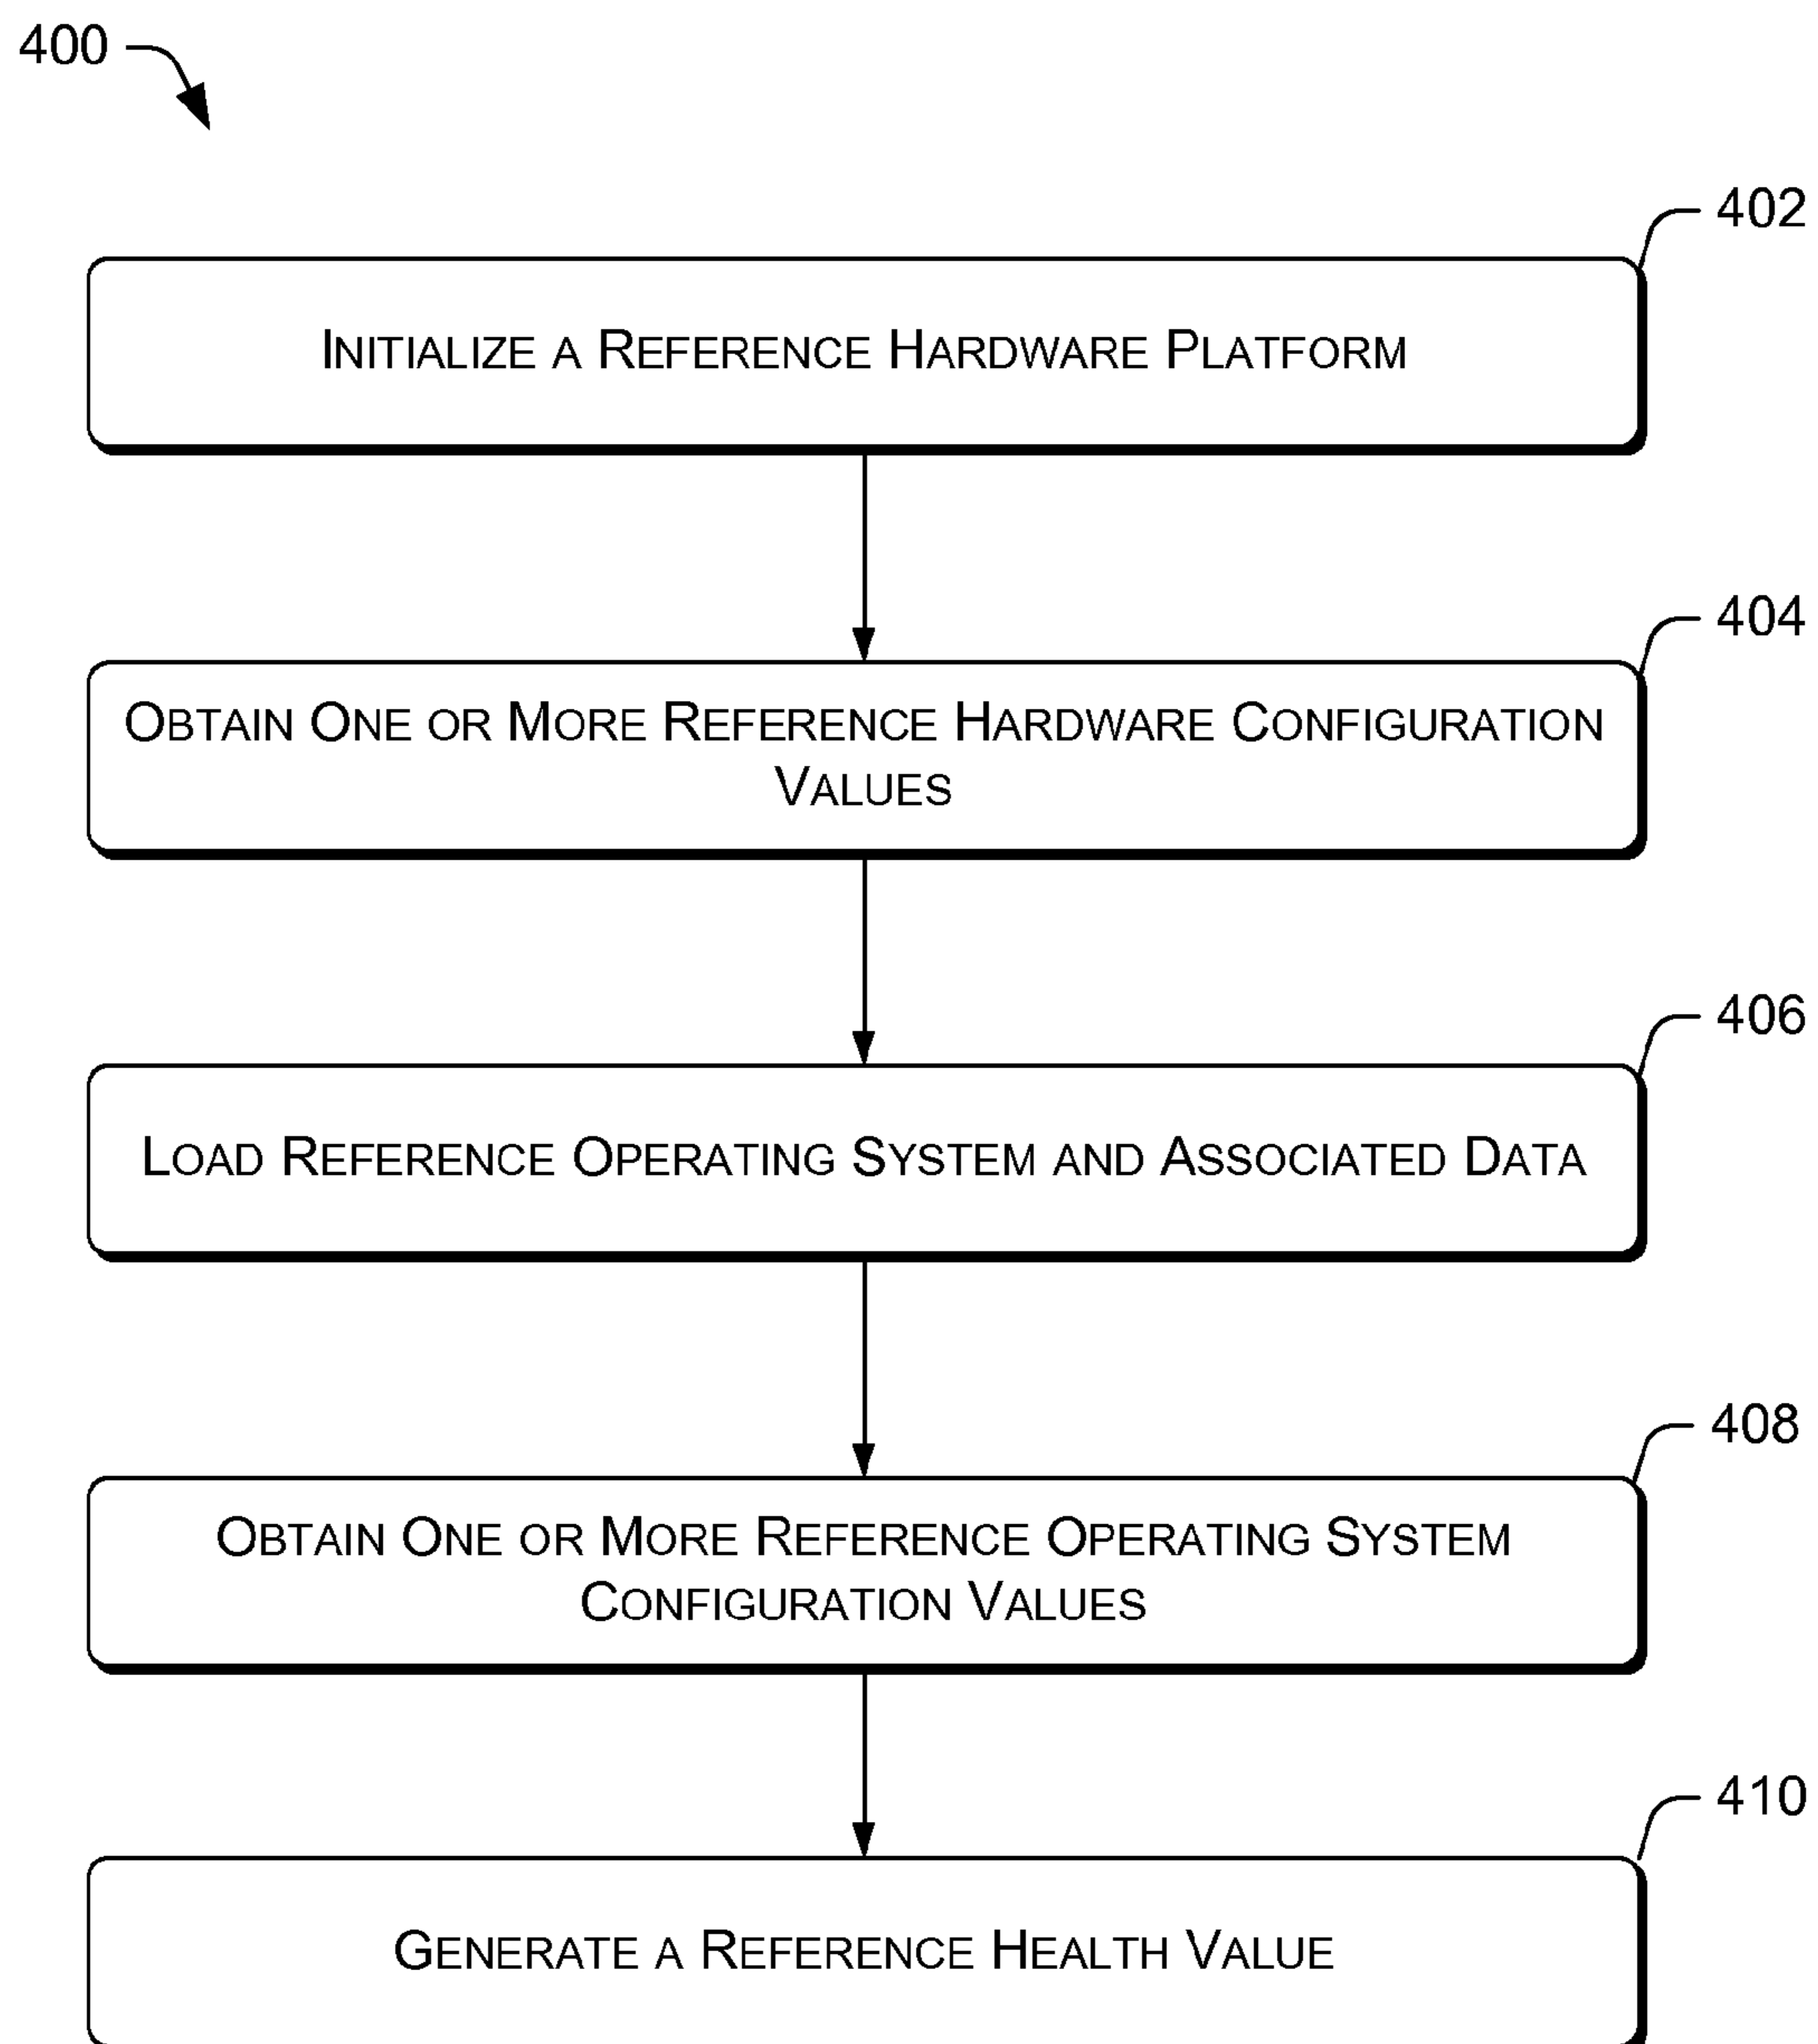 400
402
INITIALIZE A REFERENCE HARDWARE PLATFORM
404
OBTAIN ONE OR MORE REFERENCE HARDWARE CONFIGURATION
VALUES
406
LOAD REFERENCE OPERATING SYSTEM AND ASSOCIATED DATA
408
OBTAIN ONE OR MORE REFERENCE OPERATING SYSTEM
CONFIGURATION VALUES
410
GENERATE A REFERENCE HEALTH VALUE